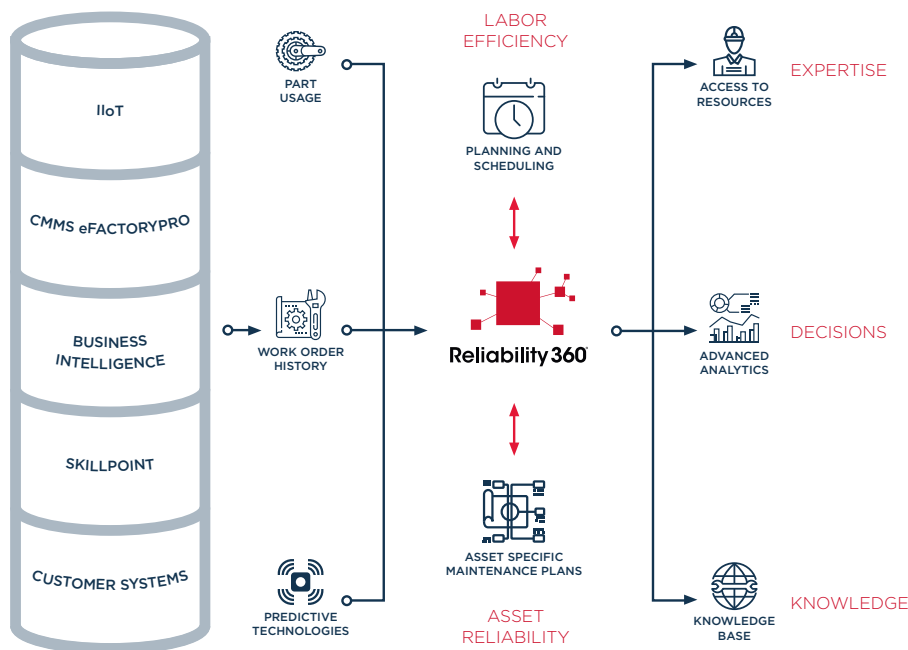 IIoT
CMMS eFACTORYPRO
BUSINESS
INTELLIGENCE
SKILLPOINT
CUSTOMER SYSTEMS
PART
USAGE
WORK ORDER
HISTORY
PREDICTIVE
TECHNOLOGIES
LABOR
EFFICIENCY
PLANNING AND
SCHEDULING
Reliability 360
ASSET SPECIFIC
MAINTENANCE PLANS
ASSET
RELIABILITY
ACCESS TO
RESOURCES
EXPERTISE
ADVANCED
ANALYTICS
DECISIONS
KNOWLEDGE
BASE
KNOWLEDGE